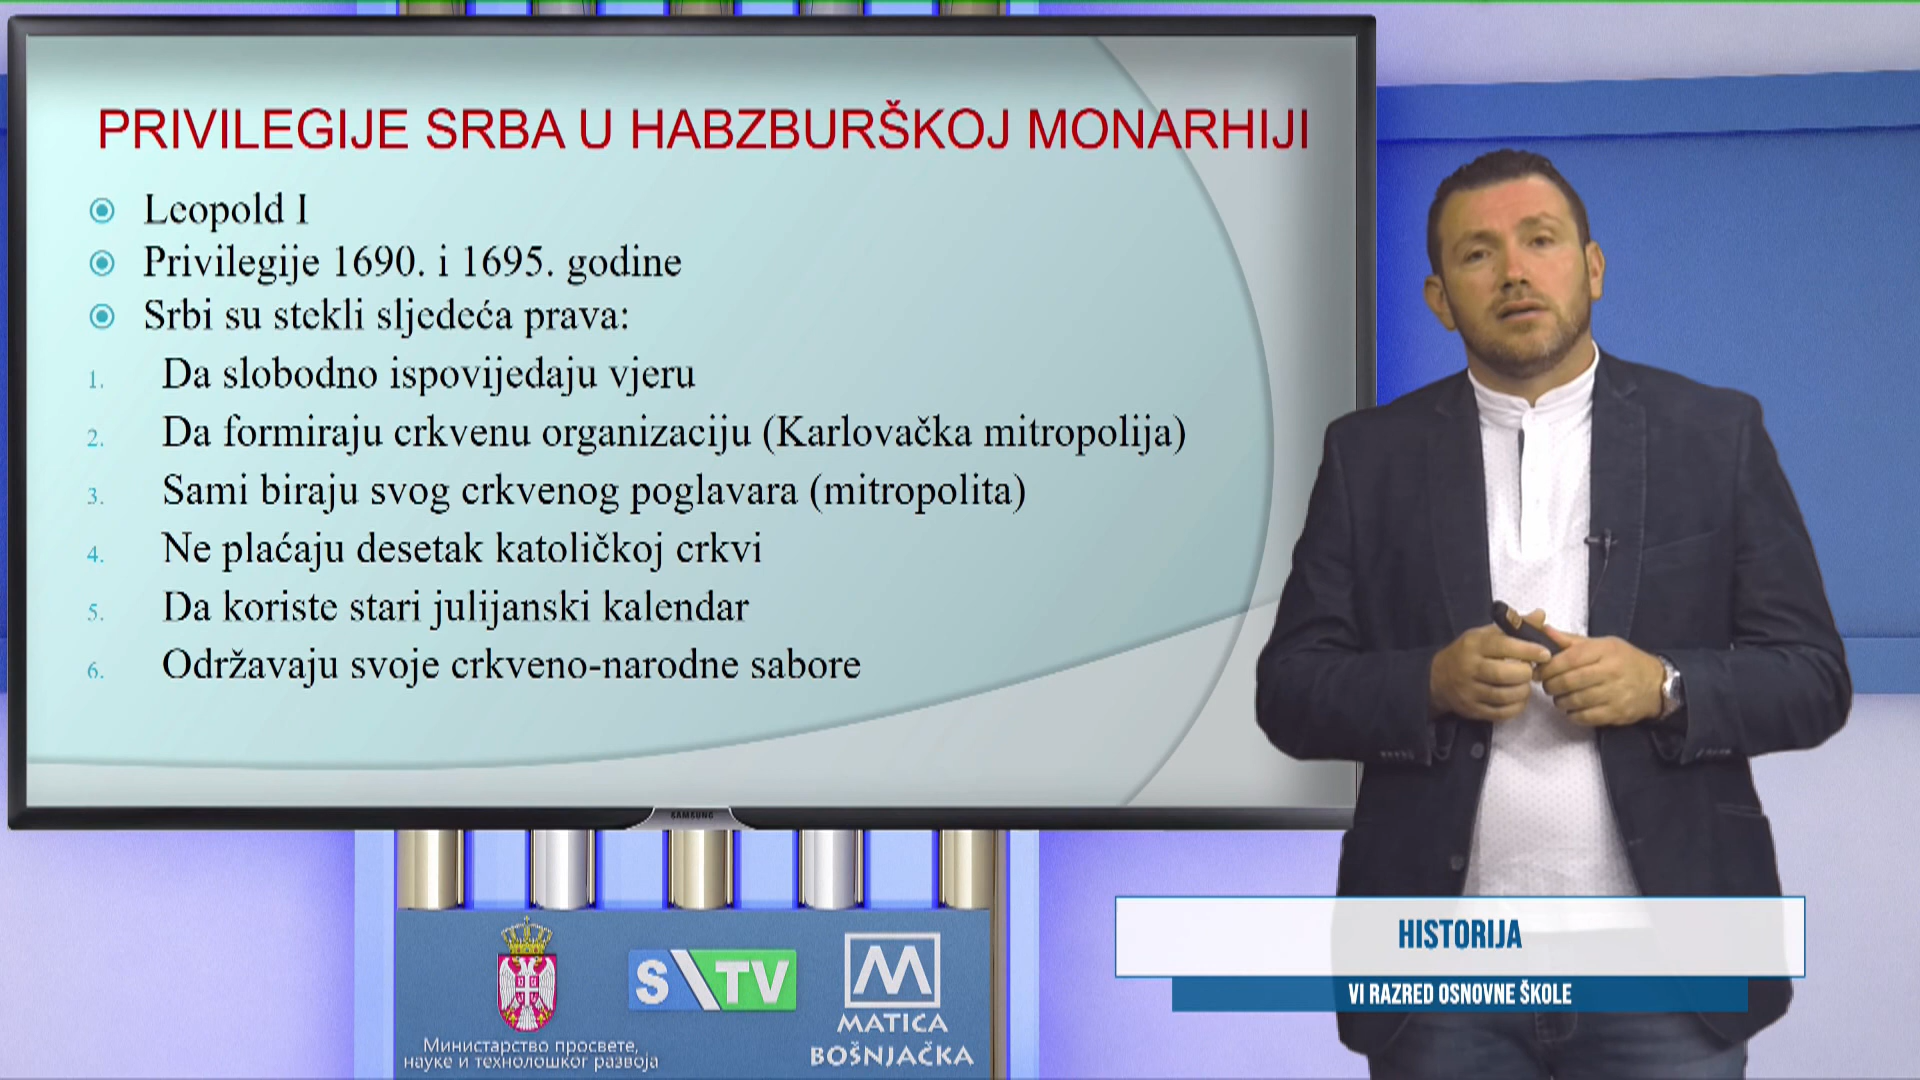 PRIVILEGIJE SRBA U HABZBURŠKOJ MONARHIJI
Leopold I
Privilegije 1690. i 1695. godine
Srbi su stekli sljedeća prava:
1. Da slobodno ispovijedaju vjeru
2. Da formiraju crkvenu organizaciju (Karlovačka mitropolija)
3. Sami biraju svog crkvenog poglavara (mitropolita)
4. Ne plaćaju desetak katoličkoj crkvi
5. Da koriste stari julijanski kalendar
6. Održavaju svoje crkveno-narodne sabore
SAMSUNG
HISTORIJA
VI RAZRED OSNOVNE ŠKOLE
Министарство просвете,
науке и технолошког развоја
S TV
M
MATICA
BOŠNJAČKA